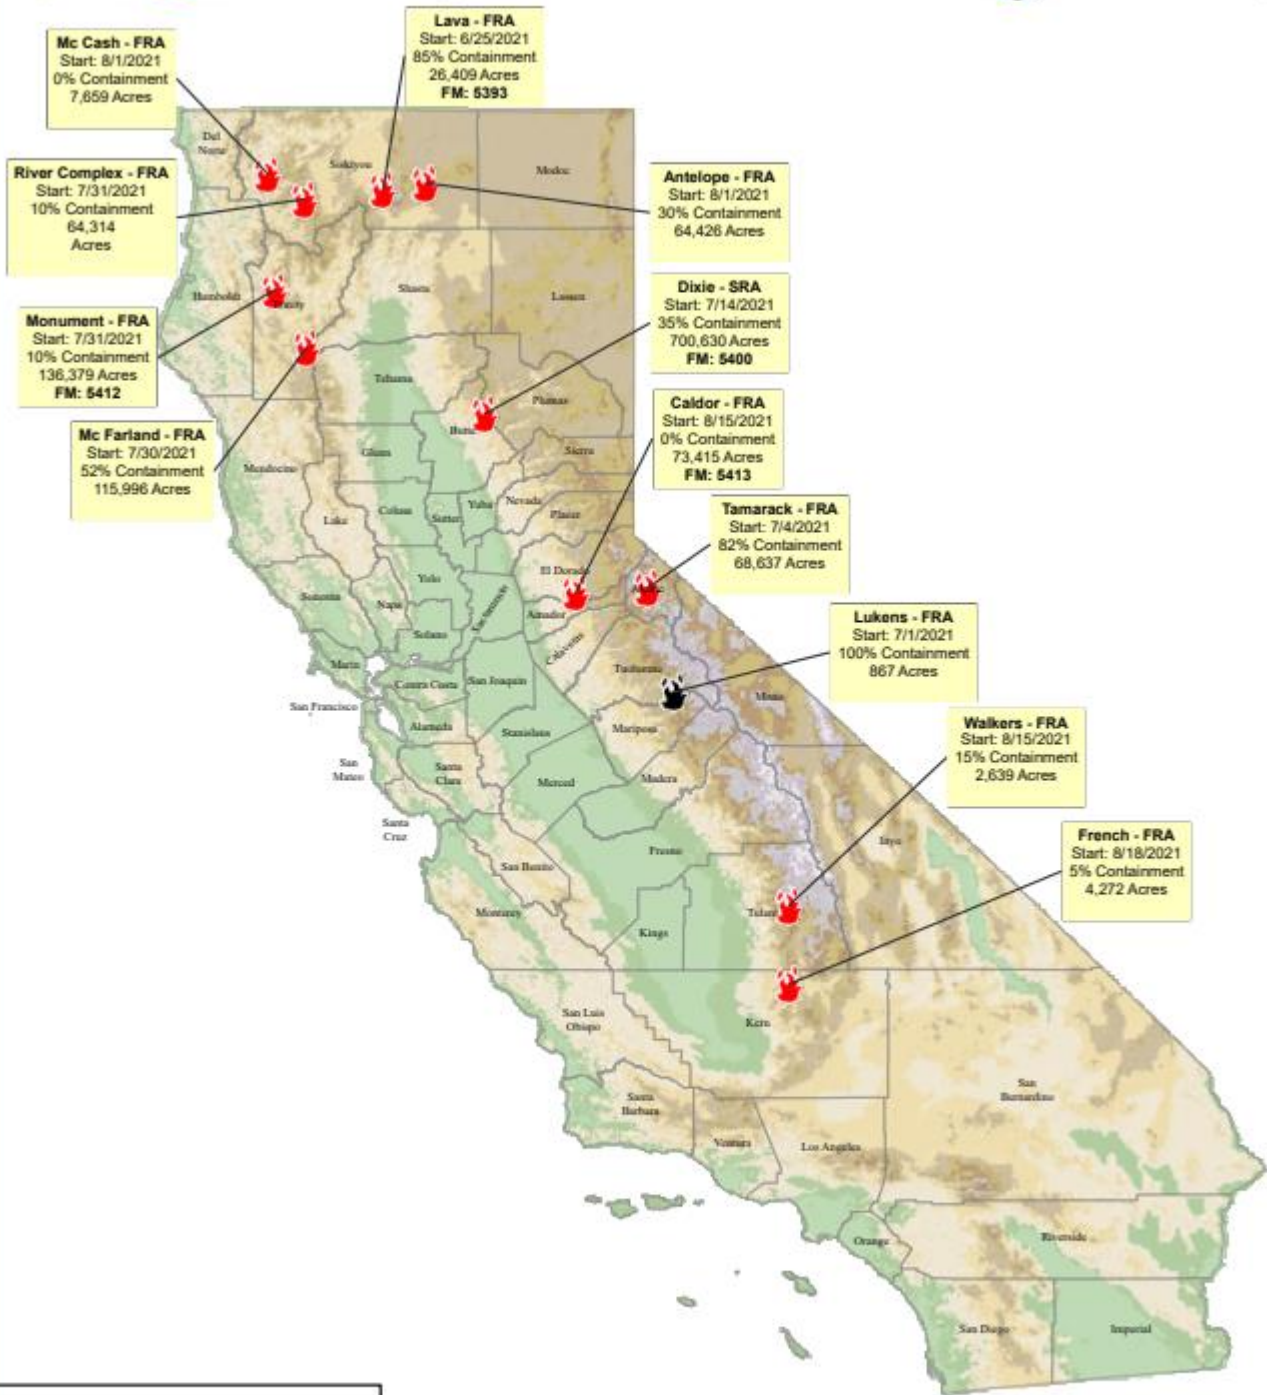 Lava - FRA
Start: 6/25/2021
85% Containment
26,409 Acres
FM: 5393
Mc Cash - FRA
Start: 8/1/2021
0% Containment
7,659 Acres
River Complex - FRA
Start: 7/31/2021
10% Containment
64,314
Acres
Antelope - FRA
Start: 8/1/2021
30% Containment
64,426 Acres
Dixie - SRA
Start: 7/14/2021
35% Containment
700,630 Acres
FM: 5400
Monument - FRA
Start: 7/31/2021
10% Containment
136,379 Acres
FM: 5412
Caldor - FRA
Start: 8/15/2021
0% Containment
73,415 Acres
FM: 5413
Mc Farland - FRA
Start: 7/30/2021
52% Containment
115,996 Acres
Tamarack - FRA
Start: 7/4/2021
82% Containment
68,637 Acres
Lukens - FRA
Start: 7/1/2021
100% Containment
867 Acres
Walkers - FRA
Start: 8/15/2021
15% Containment
2,639 Acres
French - FRA
Start: 8/18/2021
5% Containment
4,272 Acres
Del
Norte
Siskiyou
Modoc
Humboldt
Shasta
Lassen
Tehama
Plumas
Butte
Glenn
Sierra
Mendocino
Nevada
Yuba
Colusa
Sutter
Placer
Lake
El Dorado
Yolo
Sonoma
Napa
Sacramento
Amador
Solano
Calaveras
Marin
Tuolumne
Contra Costa
San Joaquin
Mono
San Francisco
Alameda
Stanislaus
Mariposa
San
Mateo
Santa
Clara
Merced
Madera
Santa
Cruz
Fresno
Inyo
San Benito
Monterey
Tulare
Kings
San Luis
Obispo
Kern
San
Bernardino
Santa
Barbara
Ventura
Los Angeles
Orange
Riverside
San Diego
Imperial